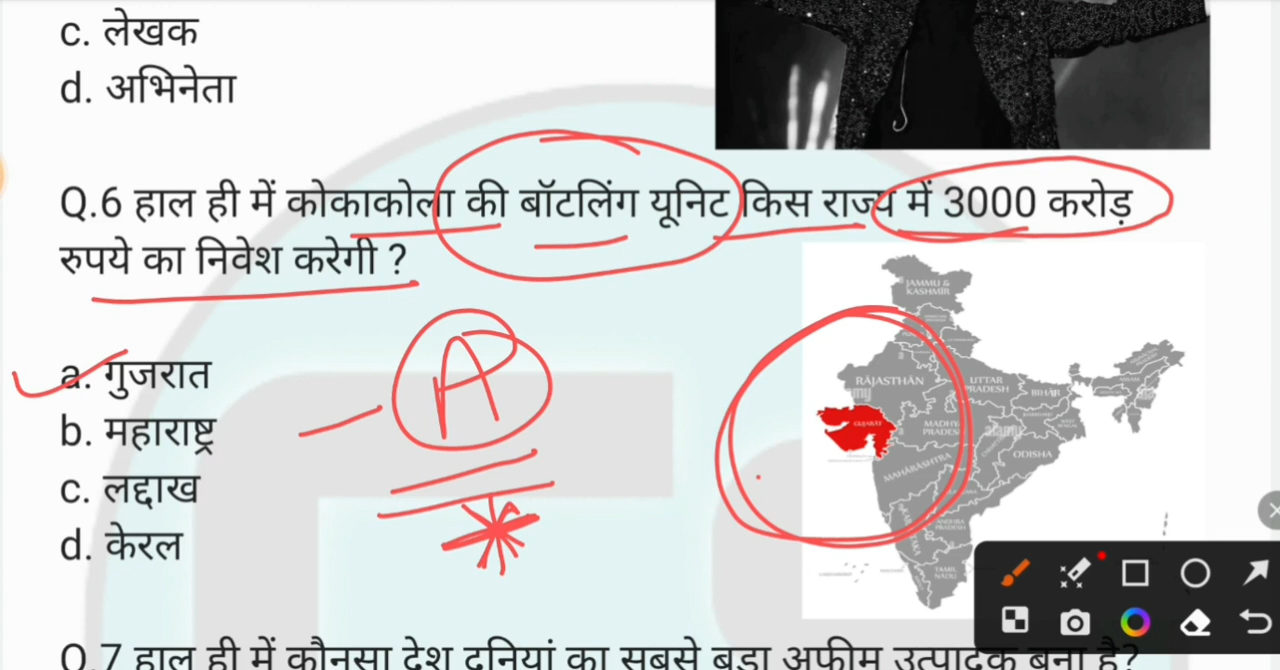 c. लेखक
d. अभिनेता
Q.6 हाल ही में कोकाकोला की बॉटलिंग यूनिट किस राज्य में 3000 करोड़
रुपये का निवेश करेगी ?
a. गुजरात
b. महाराष्ट्र
c. लद्दाख
d. केरल
A
JAMMU &
KASHMIR
RAJASTHAN
UTTAR
PRADESH
BIHAR
GUJARAT
MADHYA
PRADESH
alamy
ODISHA
MAHARASHTRA
ANDHRA
PRADESH
TAMIL
NADU
Q.7 हाल ही में कौनसा देश दुनियां का सबसे बड़ा अफीम उत्पादक बना है?